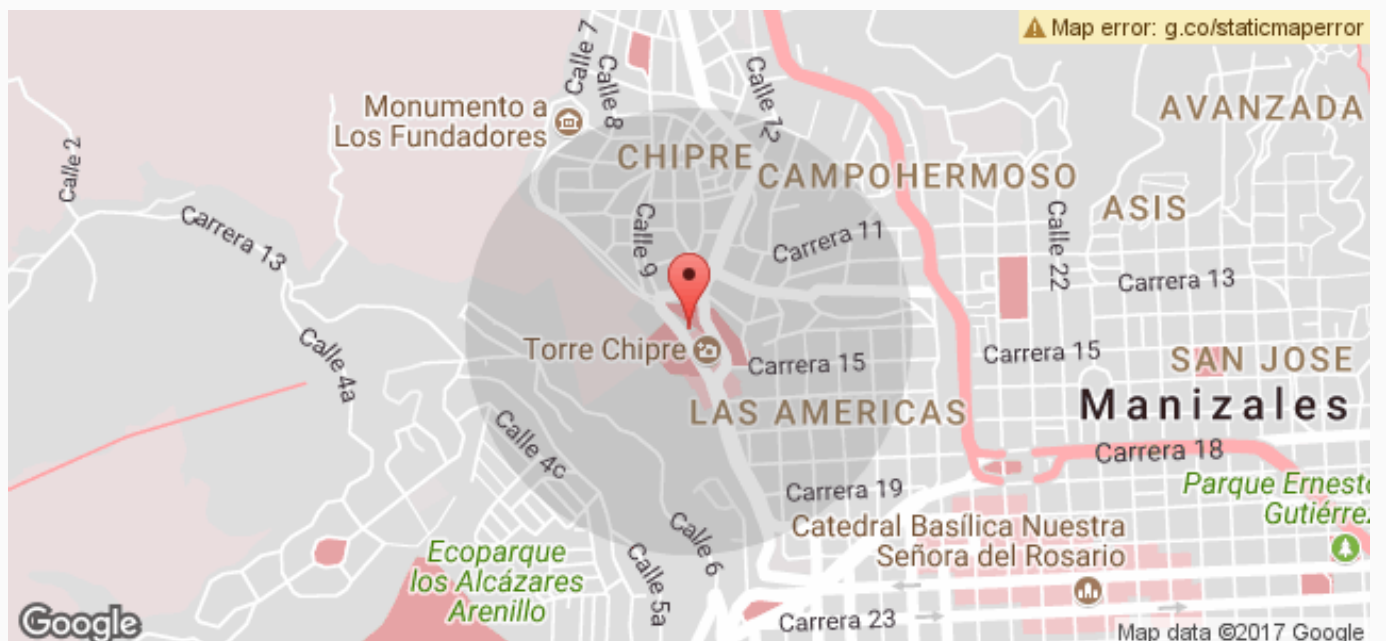 Map error: g.co/staticmaperror
Calle 7
Calle 8
Calle 12
Monumento a
Los Fundadores
AVANZADA
Calle 2
CHIPRE
CAMPOHERMOSO
ASIS
Carrera 13
Calle 9
Carrera 11
Calle 22
Carrera 13
Calle 4a
Torre Chipre
Carrera 15
Carrera 15
SAN JOSE
LAS AMERICAS
Manizales
Calle 4c
Carrera 18
Carrera 19
Parque Ernesto
Gutiérrez
Catedral Basílica Nuestra
Señora del Rosario
Calle 6
Ecoparque
los Alcázares
Arenillo
Calle 5a
Carrera 23
Google
Map data ©2017 Google